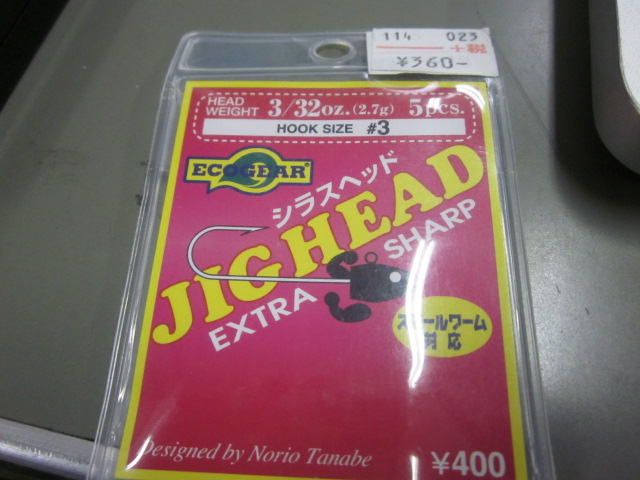 114 023
+税
¥360-
HEAD WEIGHT 3/32oz. (2.7g) 5pcs.
HOOK SIZE #3
ECOGEAR
シラスヘッド
JIGHEAD
EXTRA SHARP
スモールワーム
対応
Designed by Norio Tanabe
¥400